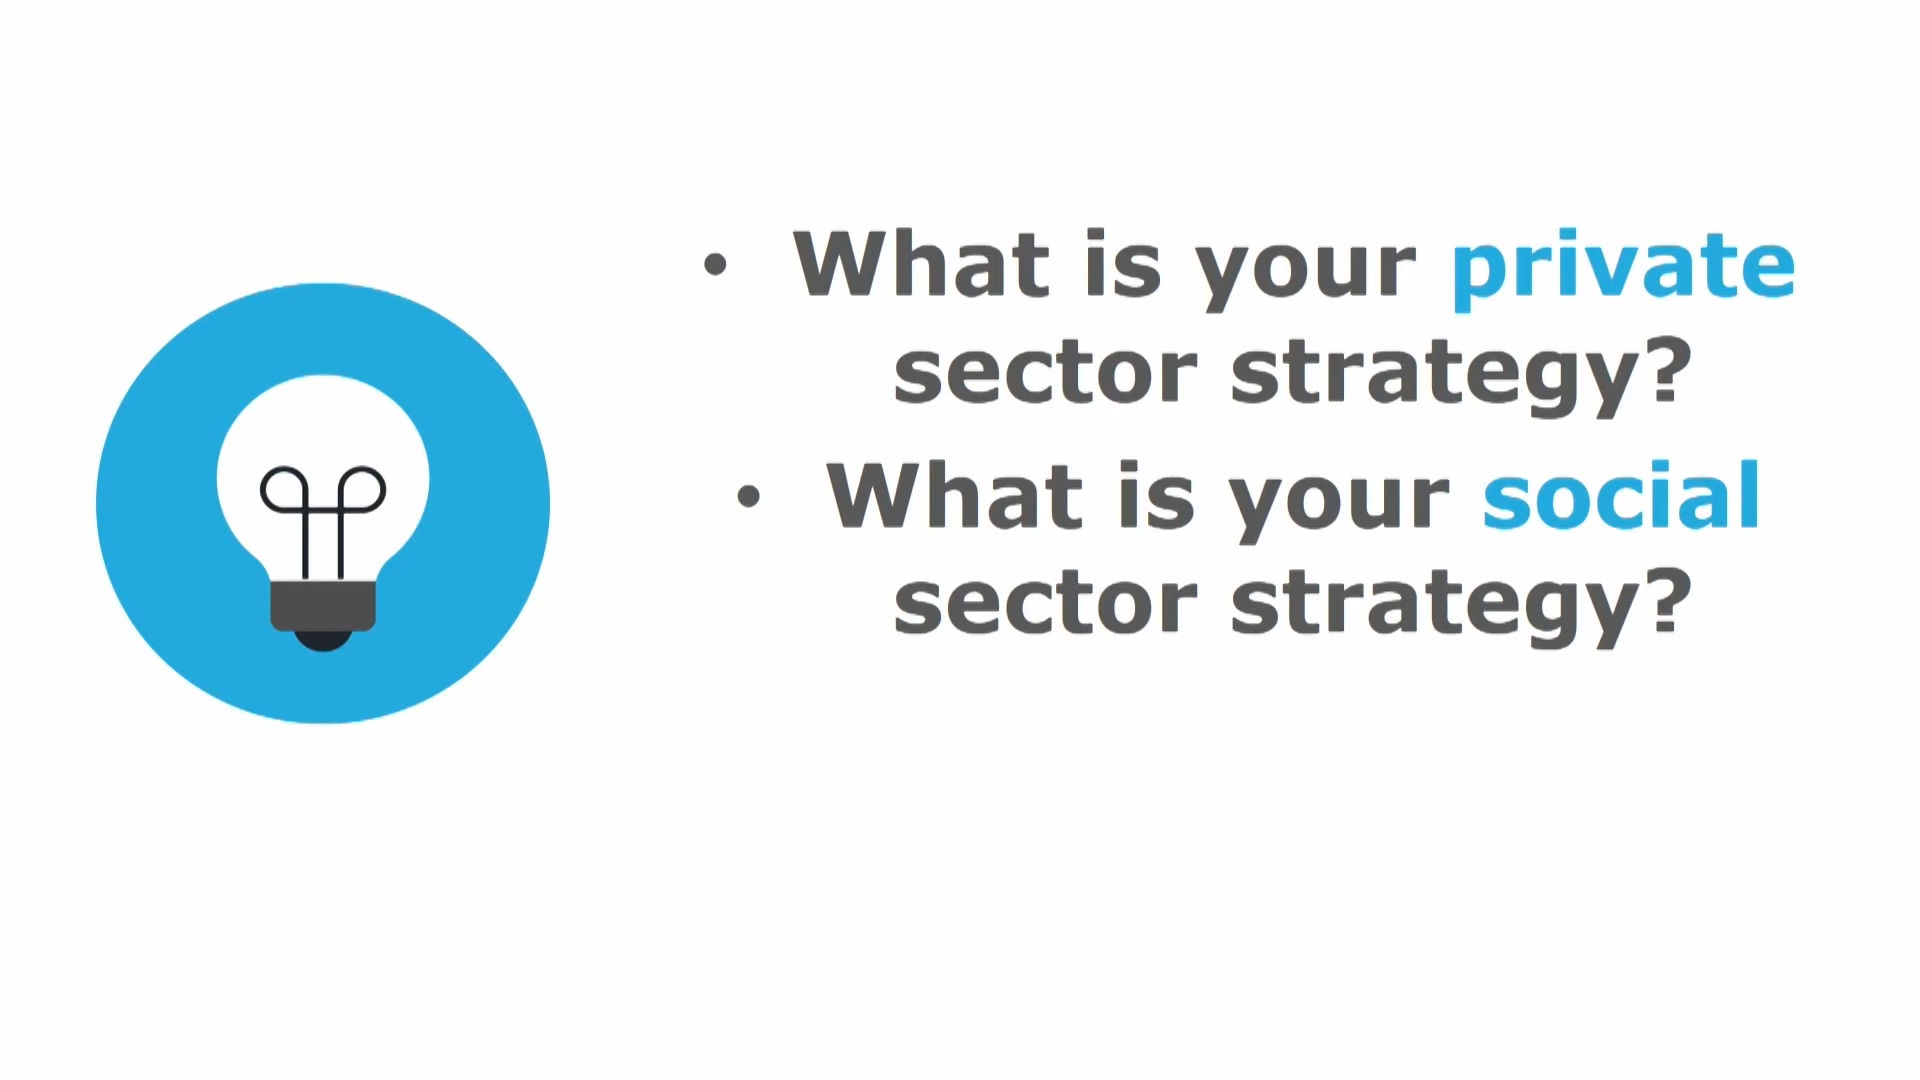 • What is your private
sector strategy?
• What is your social
sector strategy?